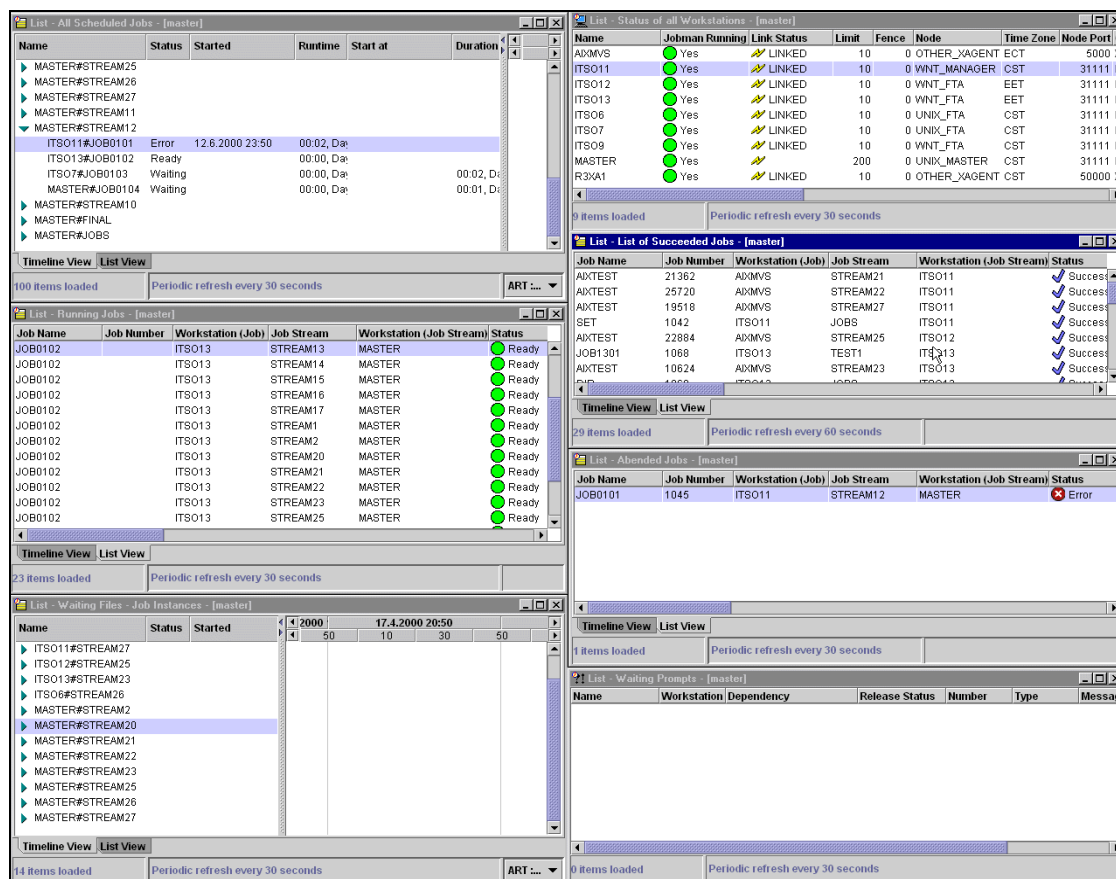 List - All Scheduled Jobs - [master]
Name Status Started Runtime Start at Duration
MASTER#STREAM25
MASTER#STREAM26
MASTER#STREAM27
MASTER#STREAM11
MASTER#STREAM12
ITSO11#JOB0101 Error 12.6.2000 23:50 00:02, Day
ITSO13#JOB0102 Ready 00:00, Day
ITSO7#JOB0103 Waiting 00:00, Day 00:02, Da
MASTER#JOB0104 Waiting 00:00, Day 00:01, Da
MASTER#STREAM10
MASTER#FINAL
MASTER#JOBS
Timeline View List View
100 items loaded Periodic refresh every 30 seconds ART :...
List - Running Jobs - [master]
Job Name Job Number Workstation (Job) Job Stream Workstation (Job Stream) Status
JOB0102 ITSO13 STREAM13 MASTER Ready
JOB0102 ITSO13 STREAM14 MASTER Ready
JOB0102 ITSO13 STREAM15 MASTER Ready
JOB0102 ITSO13 STREAM16 MASTER Ready
JOB0102 ITSO13 STREAM17 MASTER Ready
JOB0102 ITSO13 STREAM1 MASTER Ready
JOB0102 ITSO13 STREAM2 MASTER Ready
JOB0102 ITSO13 STREAM20 MASTER Ready
JOB0102 ITSO13 STREAM21 MASTER Ready
JOB0102 ITSO13 STREAM22 MASTER Ready
JOB0102 ITSO13 STREAM23 MASTER Ready
JOB0102 ITSO13 STREAM25 MASTER Ready
Timeline View List View
23 items loaded Periodic refresh every 30 seconds
List - Waiting Files - Job Instances - [master]
Name Status Started 2000 17.4.2000 20:50
50 10 30 50
ITSO11#STREAM27
ITSO12#STREAM25
ITSO13#STREAM23
ITSO6#STREAM26
MASTER#STREAM2
MASTER#STREAM20
MASTER#STREAM21
MASTER#STREAM22
MASTER#STREAM23
MASTER#STREAM25
MASTER#STREAM26
MASTER#STREAM27
Timeline View List View
14 items loaded Periodic refresh every 30 seconds ART :...
List - Status of all Workstations - [master]
Name Jobman Running Link Status Limit Fence Node Time Zone Node Port
AIXMVS Yes LINKED 10 0 OTHER_XAGENT ECT 5000
ITSO11 Yes LINKED 10 0 WNT_MANAGER CST 31111
ITSO12 Yes LINKED 10 0 WNT_FTA EET 31111
ITSO13 Yes LINKED 10 0 WNT_FTA EET 31111
ITSO6 Yes LINKED 10 0 UNIX_FTA CST 31111
ITSO7 Yes LINKED 10 0 UNIX_FTA CST 31111
ITSO9 Yes LINKED 10 0 UNIX_FTA CST 31111
MASTER Yes 200 0 UNIX_MASTER CST 31111
R3XA1 Yes LINKED 10 0 OTHER_XAGENT CST 50000
9 items loaded Periodic refresh every 30 seconds
List - List of Succeeded Jobs - [master]
Job Name Job Number Workstation (Job) Job Stream Workstation (Job Stream) Status
AIXTEST 21362 AIXMVS STREAM21 ITSO11 Success
AIXTEST 25720 AIXMVS STREAM22 ITSO11 Success
AIXTEST 19518 AIXMVS STREAM27 ITSO11 Success
SET 1042 ITSO11 JOBS ITSO11 Success
AIXTEST 22884 AIXMVS STREAM25 ITSO12 Success
JOB1301 1068 ITSO13 TEST1 ITSO13 Success
AIXTEST 10624 AIXMVS STREAM23 ITSO13 Success
Timeline View List View
29 items loaded Periodic refresh every 60 seconds
List - Abended Jobs - [master]
Job Name Job Number Workstation (Job) Job Stream Workstation (Job Stream) Status
JOB0101 1045 ITSO11 STREAM12 MASTER Error
Timeline View List View
1 items loaded Periodic refresh every 30 seconds
List - Waiting Prompts - [master]
Name Workstation Dependency Release Status Number Type Messag
0 items loaded Periodic refresh every 30 seconds